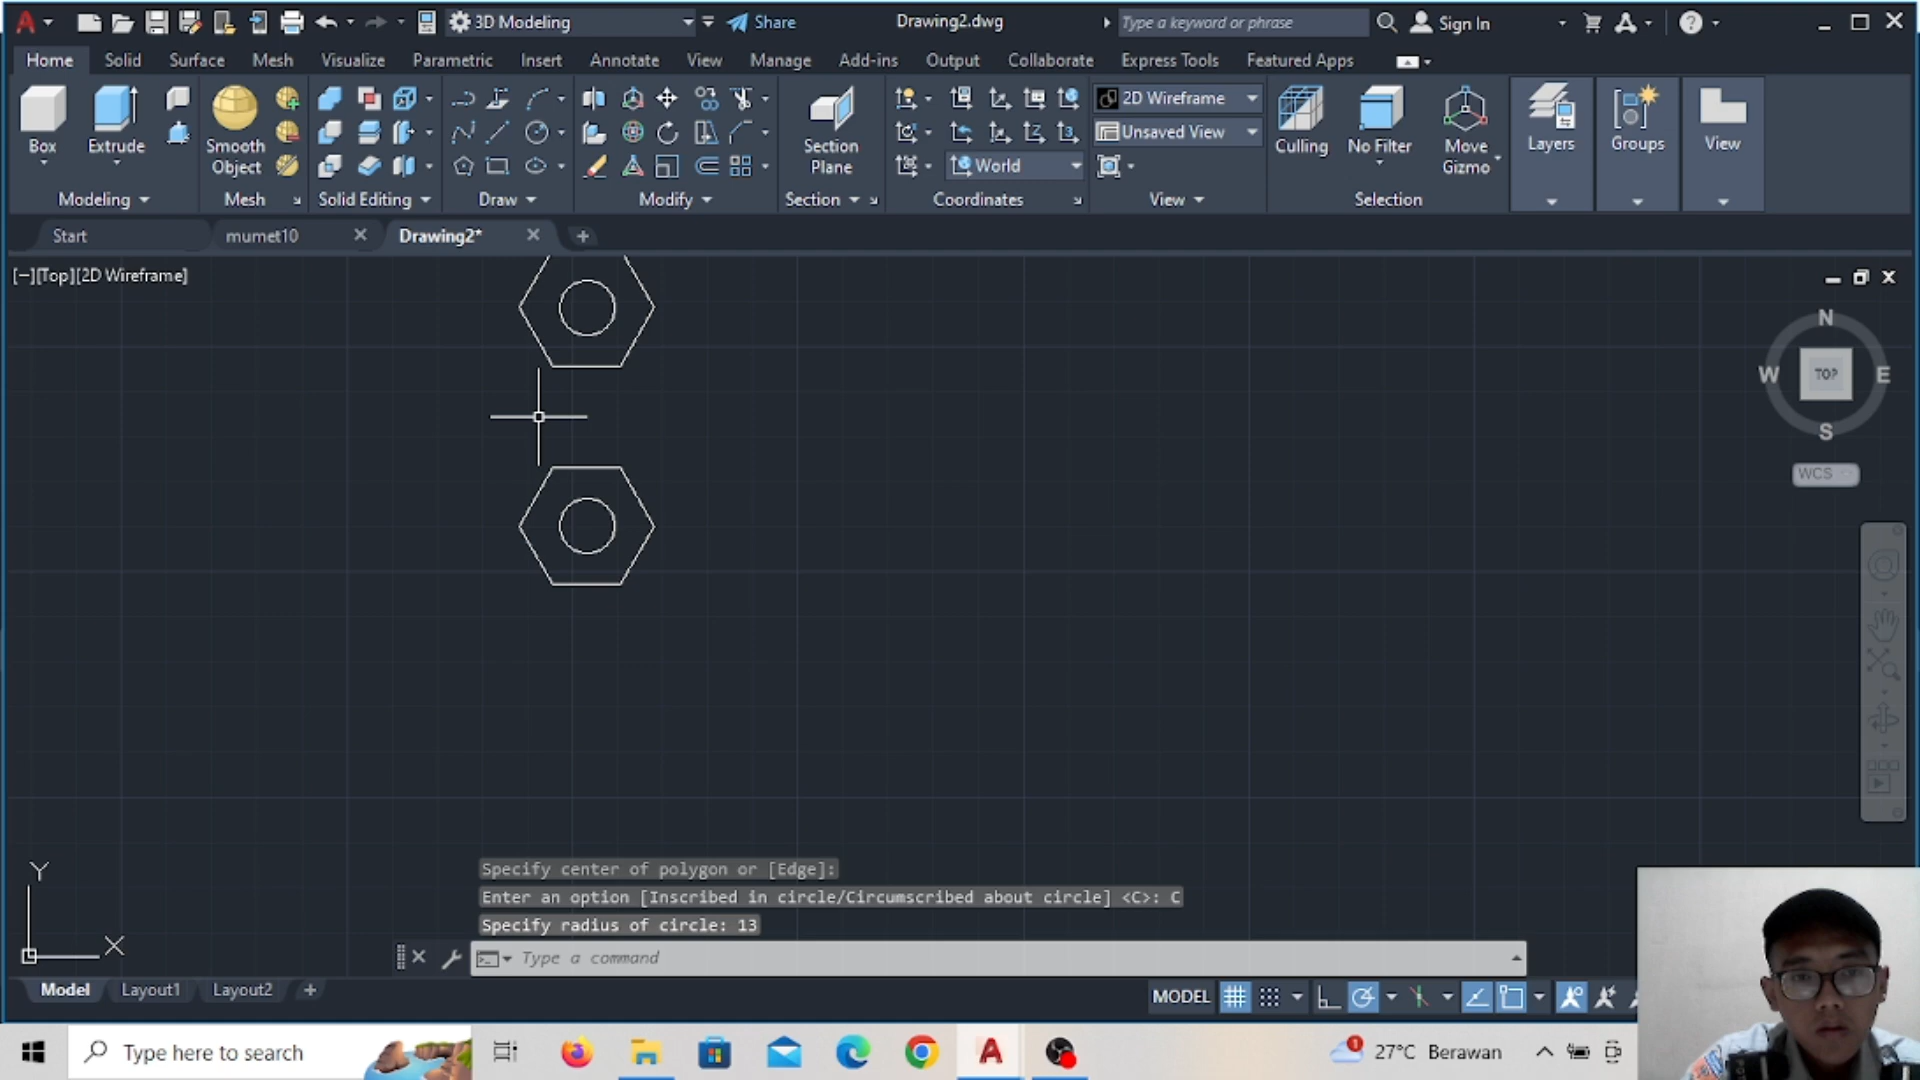 3D Modeling
Share
Drawing2.dwg
Type a keyword or phrase
Sign In
Home Solid Surface Mesh Visualize Parametric Insert Annotate View Manage Add-ins Output Collaborate Express Tools Featured Apps
Box
Extrude
Smooth Object
Section Plane
2D Wireframe
Unsaved View
World
Culling
No Filter
Move Gizmo
Layers
Groups
View
Modeling Mesh Solid Editing Draw Modify Section Coordinates View Selection
Start mumet10 Drawing2*
[−][Top][2D Wireframe]
N
W TOP E
S
WCS
Y
X
Specify center of polygon or [Edge]:
Enter an option [Inscribed in circle/Circumscribed about circle] <C>: C
Specify radius of circle: 13
Type a command
Model Layout1 Layout2 +
MODEL
Type here to search
27°C Berawan